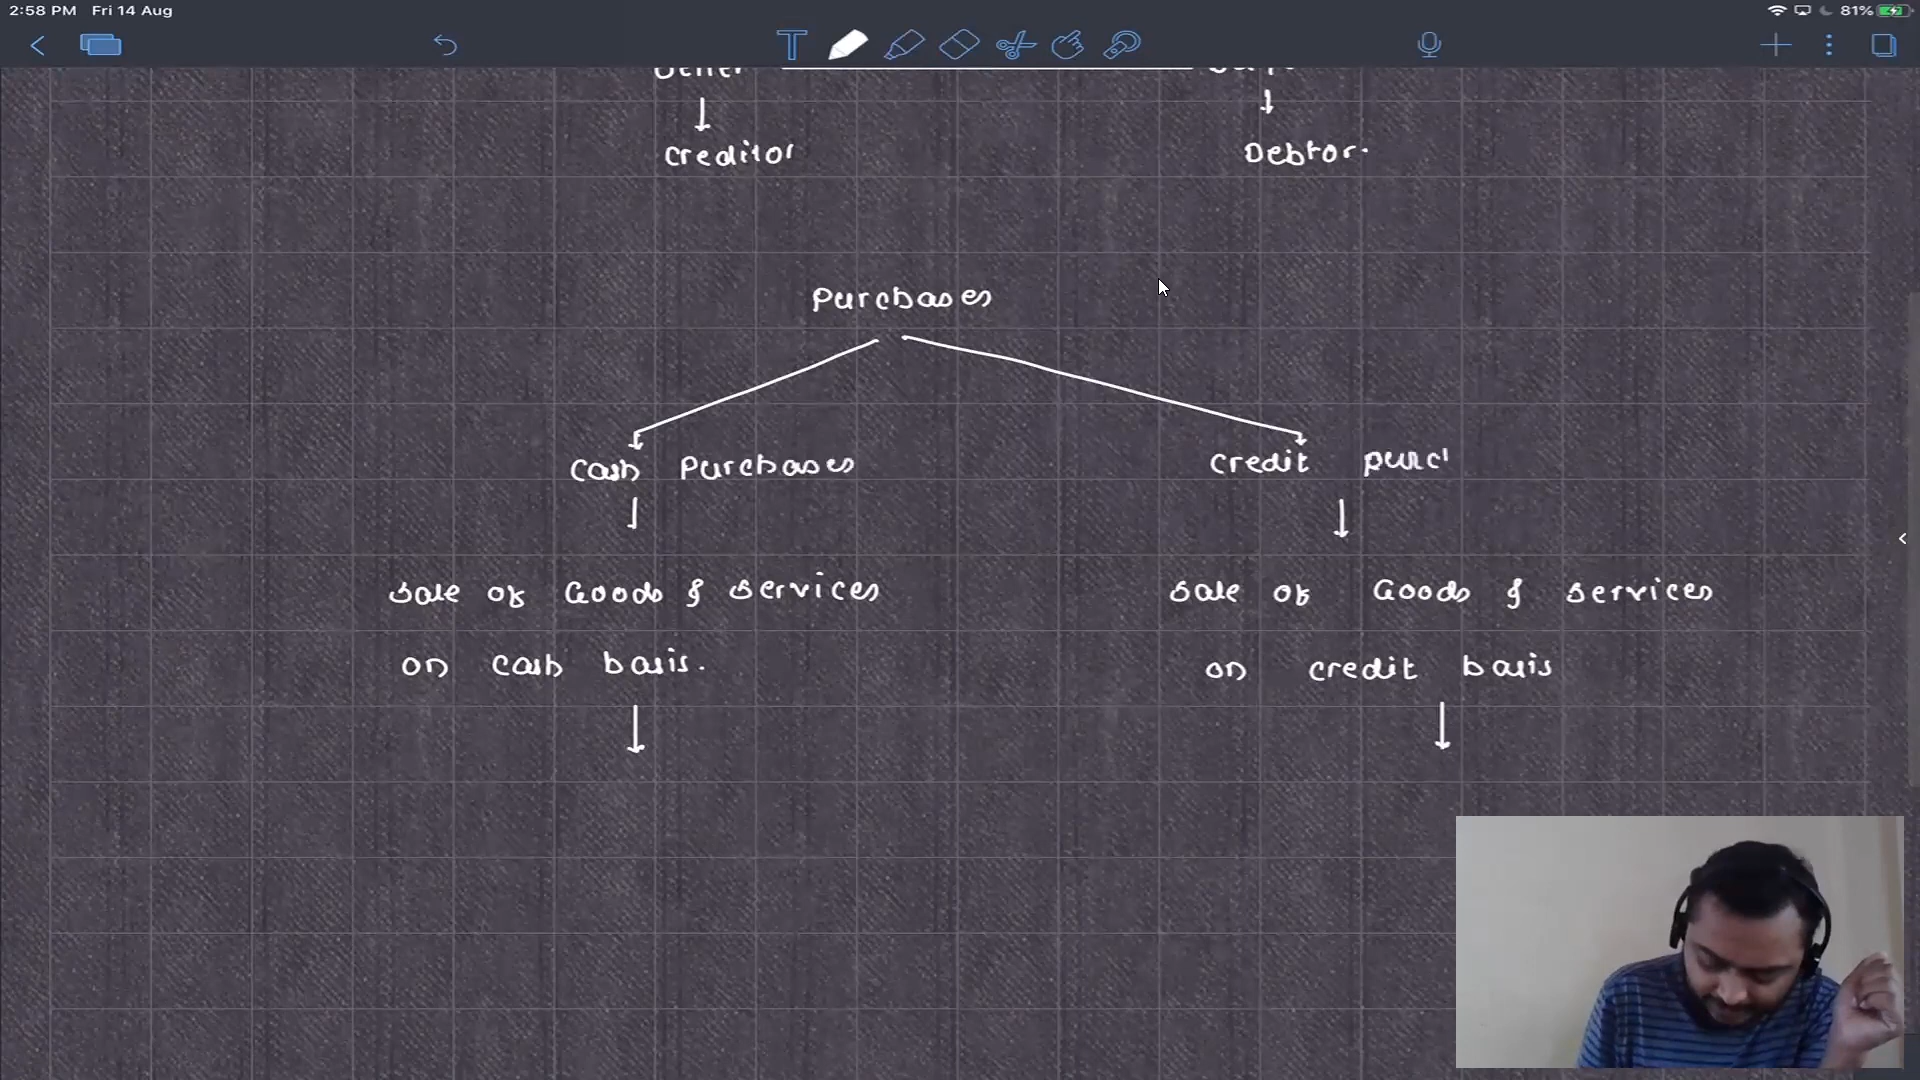 2:58 PM Fri 14 Aug 81%
T
Creditor Debtor.
Purchases
Cash Purchases Credit purc
Sale of Goods & Services Sale of Goods & Services
on cash basis. on credit basis